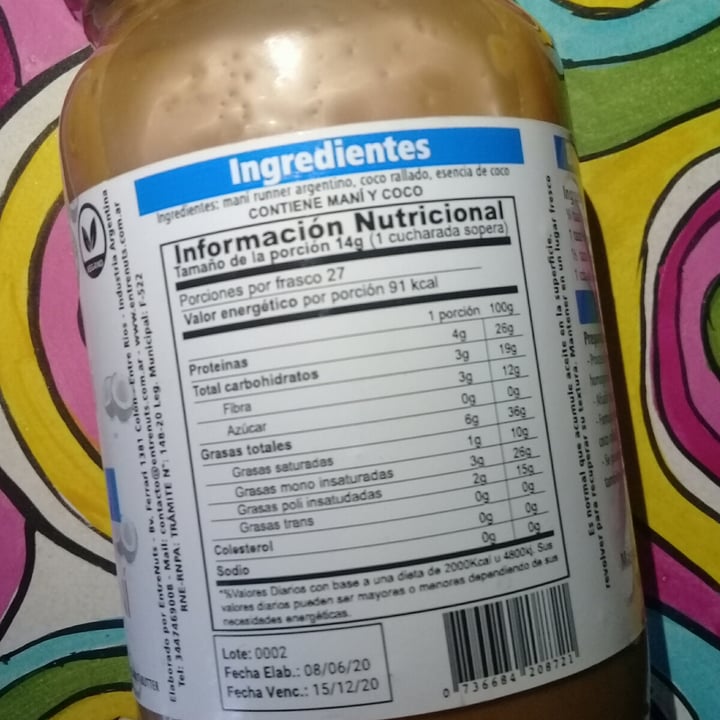 Ingredientes
Ingredientes: maní runner argentino, coco rallado, esencia de coco
CONTIENE MANÍ Y COCO
Información Nutricional
Tamaño de la porción 14g (1 cucharada sopera)
Porciones por frasco 27
Valor energético por porción 91 kcal
1 porción 100g
Proteinas 4g 26g
Total carbohidratos 3g 19g
Fibra 3g 12g
Azúcar 0g 0g
Grasas totales 6g 36g
Grasas saturadas 1g 10g
Grasas mono insaturadas 3g 26g
Grasas poli insatudadas 2g 15g
Grasas trans 0g 0g
Colesterol 0g 0g
Sodio 0g 0g
*%Valores Diarios con base a una dieta de 2000Kcal u 4800kj. Sus
valores diarios pueden ser mayores o menores dependiendo de sus
necesidades energéticas.
Lote: 0002
Fecha Elab.: 08/06/20
Fecha Venc.: 15/12/20
0 736684 208721
VEGANO
Elaborado por EntreNuts - Bv. Ferrari 1381 Colón-Entre Rios - Industria Argentina
Tel: 3447469008 - Mail: contacto@entrenuts.com.ar - www.entrenuts.com.ar
RNE-RNPA: TRÁMITE N°: 148-20 Leg. Municipal: F-522
Es normal que acumule aceite en la superficie,
revolver para recuperar su textura. Mantener en un lugar fresco